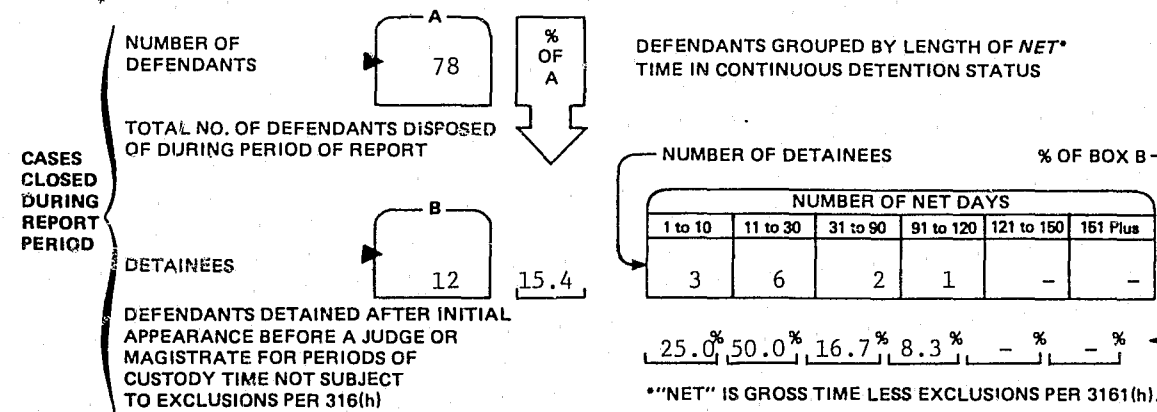 A
NUMBER OF
DEFENDANTS
78
%
OF
A
TOTAL NO. OF DEFENDANTS DISPOSED
OF DURING PERIOD OF REPORT
CASES
CLOSED
DURING
REPORT
PERIOD
B
DETAINEES
12
15.4
DEFENDANTS DETAINED AFTER INITIAL
APPEARANCE BEFORE A JUDGE OR
MAGISTRATE FOR PERIODS OF
CUSTODY TIME NOT SUBJECT
TO EXCLUSIONS PER 316(h)
DEFENDANTS GROUPED BY LENGTH OF NET*
TIME IN CONTINUOUS DETENTION STATUS
NUMBER OF DETAINEES % OF BOX B
NUMBER OF NET DAYS
1 to 10 11 to 30 31 to 90 91 to 120 121 to 150 151 Plus
3 6 2 1 – –
25.0% 50.0% 16.7% 8.3% – % – %
*"NET" IS GROSS TIME LESS EXCLUSIONS PER 3161(h).